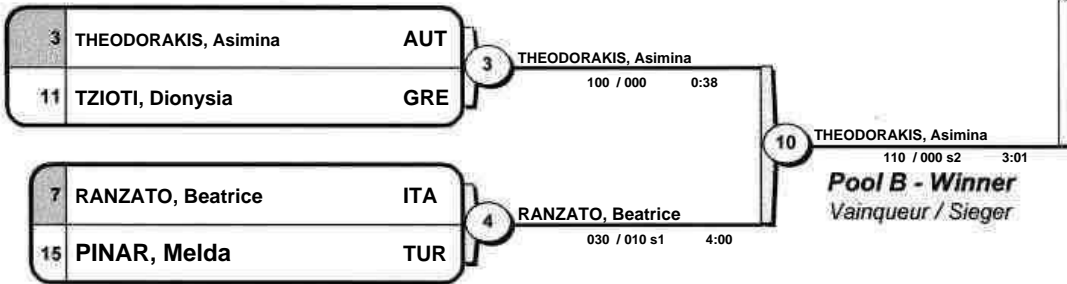 3 THEODORAKIS, Asimina AUT
11 TZIOTI, Dionysia GRE
3
THEODORAKIS, Asimina
100 / 000 0:38
7 RANZATO, Beatrice ITA
15 PINAR, Melda TUR
4
RANZATO, Beatrice
030 / 010 s1 4:00
10
THEODORAKIS, Asimina
110 / 000 s2 3:01
Pool B - Winner
Vainqueur / Sieger